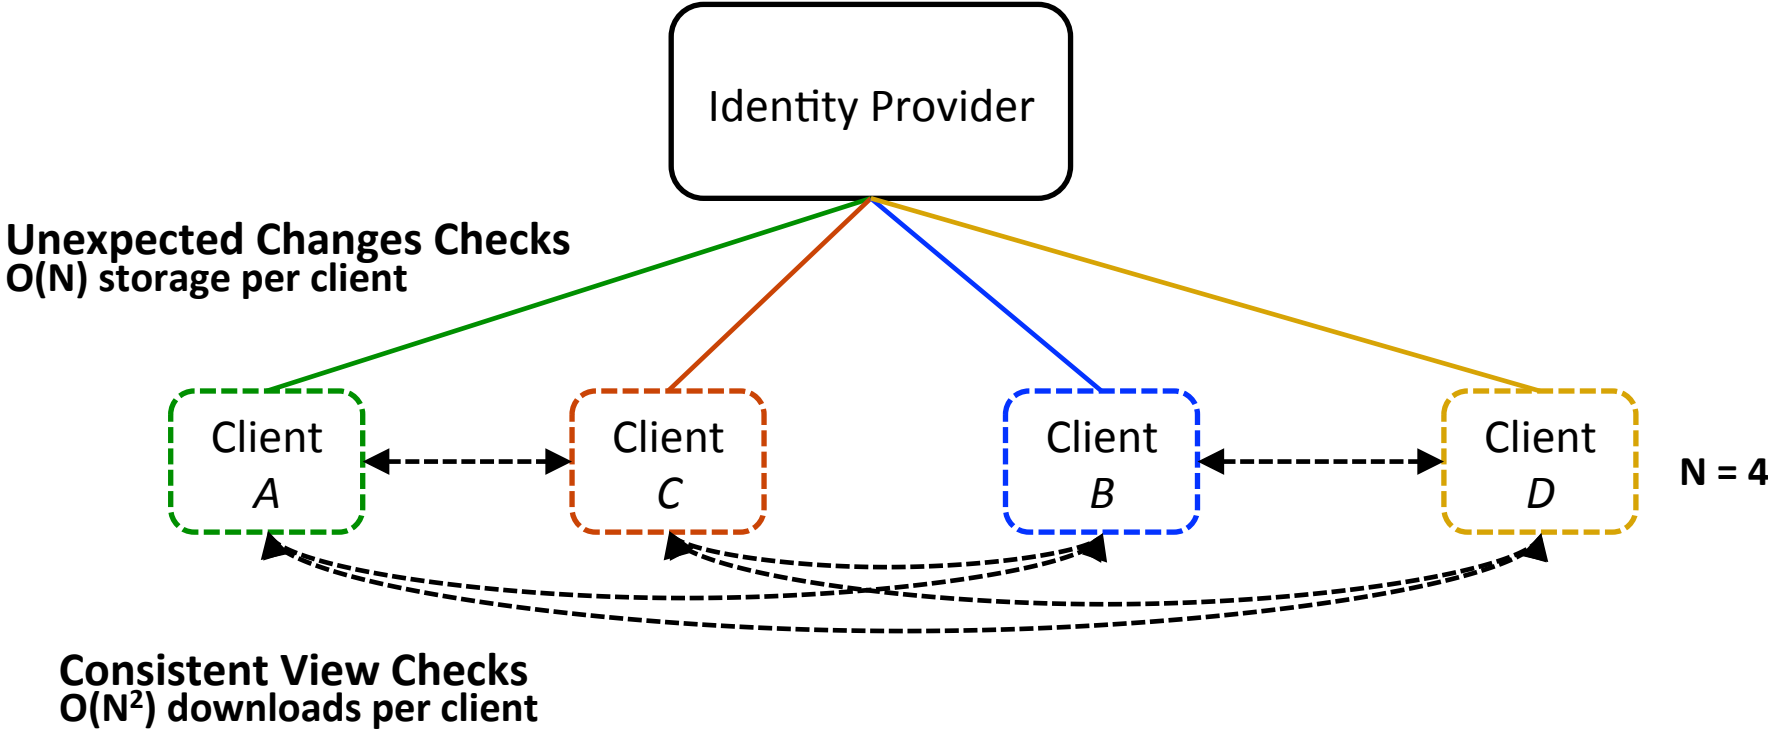 Identity Provider
Unexpected Changes Checks
O(N) storage per client
Client
A
Client
C
Client
B
Client
D
N = 4
Consistent View Checks
O(N²) downloads per client